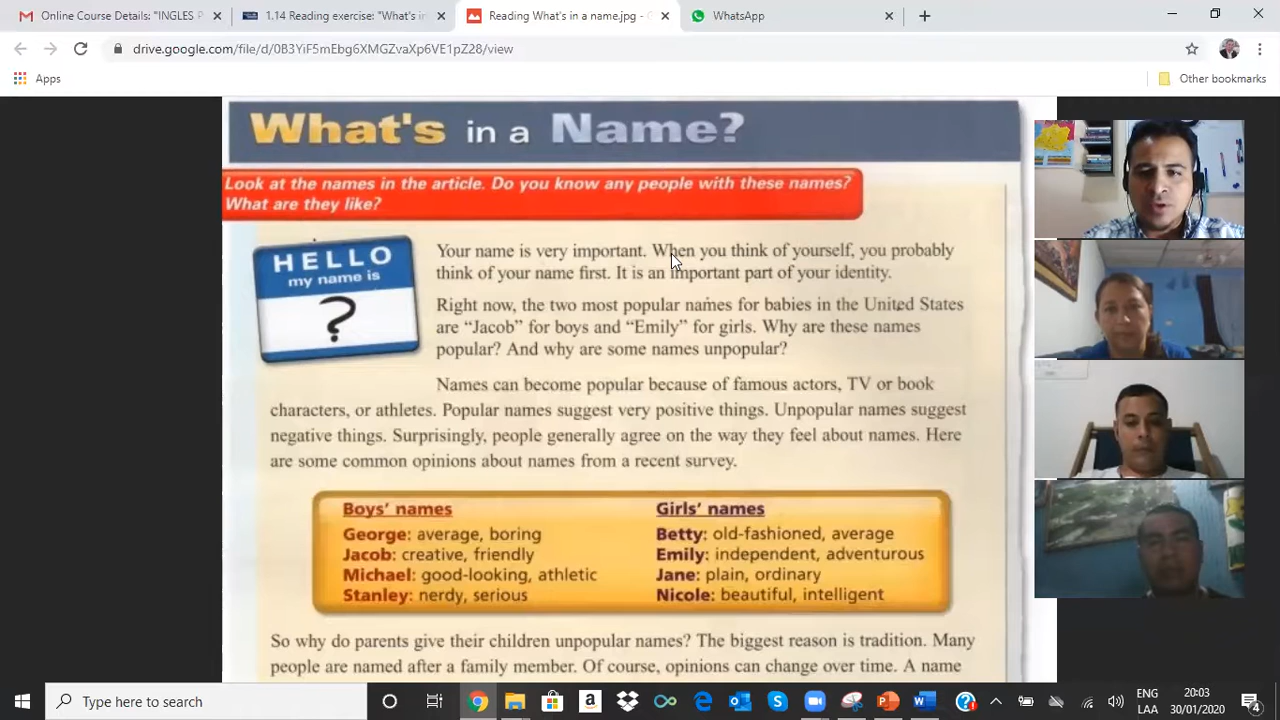 Online Course Details: "INGLES P
1.14 Reading exercise: "What's in
Reading What's in a name.jpg - G
WhatsApp
drive.google.com/file/d/0B3YiF5mEbg6XMGZvaXp6VE1pZ28/view
Apps
Other bookmarks
What's in a Name?
Look at the names in the article. Do you know any people with these names?
What are they like?
HELLO
my name is
?
Your name is very important. When you think of yourself, you probably
think of your name first. It is an important part of your identity.
Right now, the two most popular names for babies in the United States
are "Jacob" for boys and "Emily" for girls. Why are these names
popular? And why are some names unpopular?
Names can become popular because of famous actors, TV or book
characters, or athletes. Popular names suggest very positive things. Unpopular names suggest
negative things. Surprisingly, people generally agree on the way they feel about names. Here
are some common opinions about names from a recent survey.
Boys' names
George: average, boring
Jacob: creative, friendly
Michael: good-looking, athletic
Stanley: nerdy, serious
Girls' names
Betty: old-fashioned, average
Emily: independent, adventurous
Jane: plain, ordinary
Nicole: beautiful, intelligent
So why do parents give their children unpopular names? The biggest reason is tradition. Many
people are named after a family member. Of course, opinions can change over time. A name
Type here to search
ENG
LAA
20:03
30/01/2020